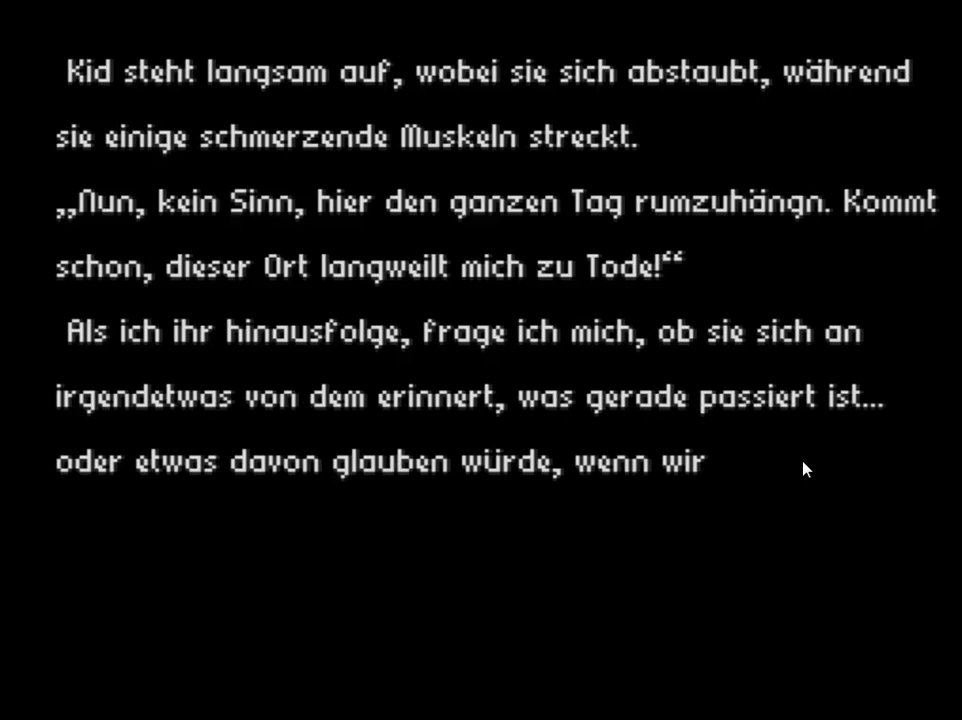 Kid steht langsam auf, wobei sie sich abstaubt, während
sie einige schmerzende Muskeln streckt.
„Nun, kein Sinn, hier den ganzen Tag rumzuhängn. Kommt
schon, dieser Ort langweilt mich zu Tode!“
Als ich ihr hinausfolge, frage ich mich, ob sie sich an
irgendetwas von dem erinnert, was gerade passiert ist...
oder etwas davon glauben würde, wenn wir